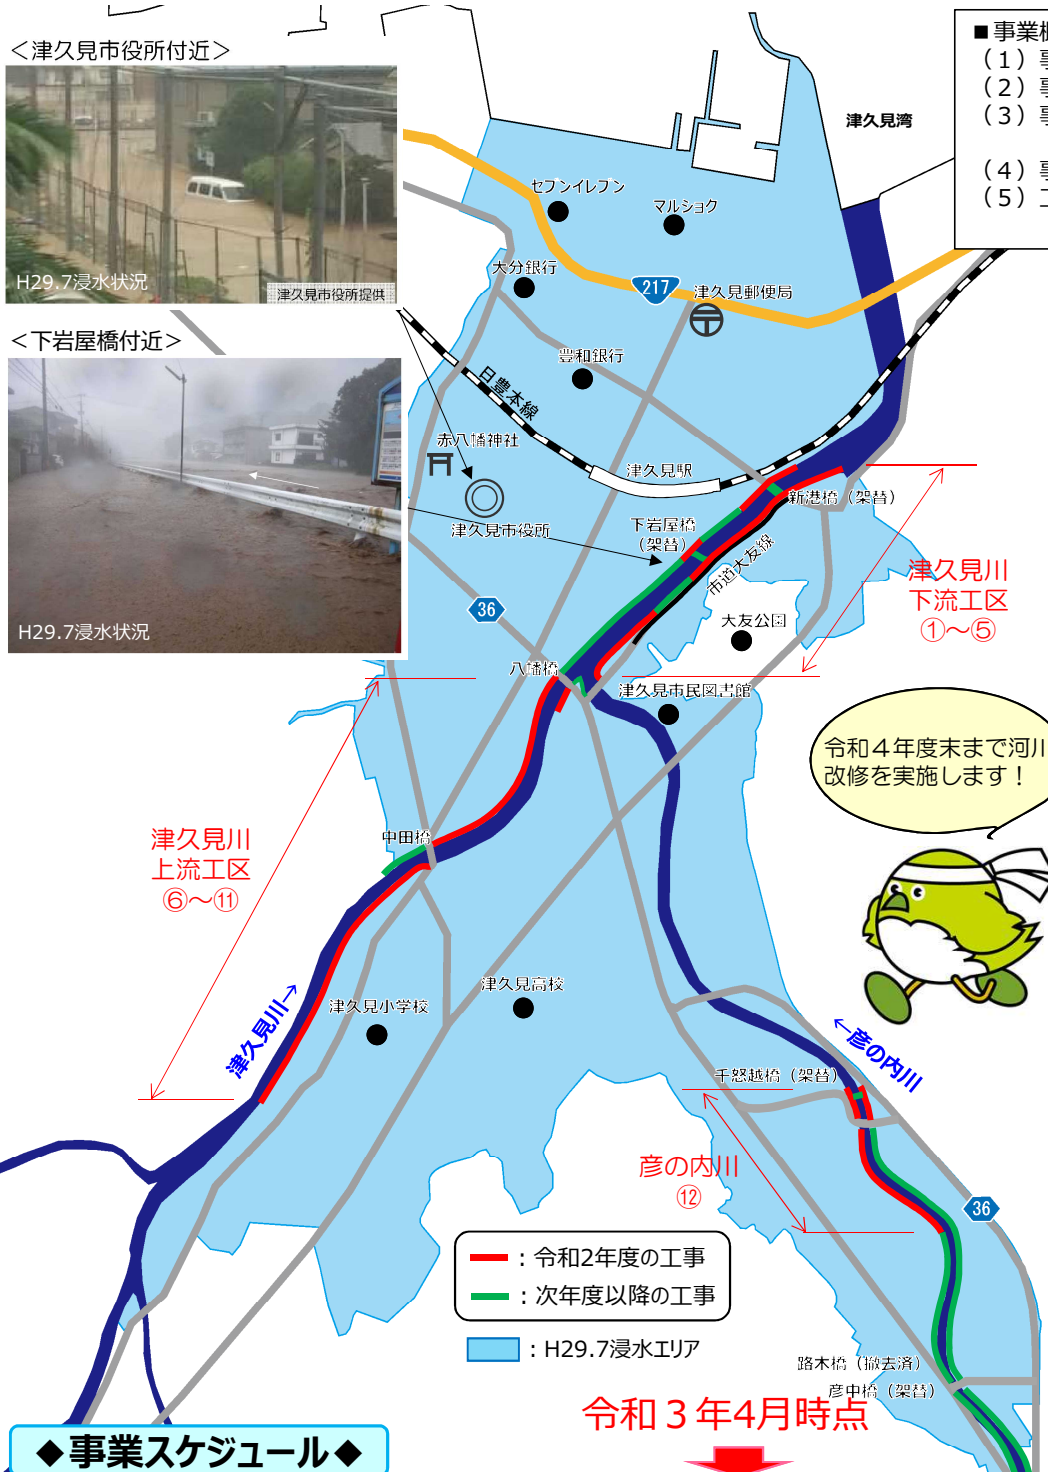 ＜津久見市役所付近＞
H29.7浸水状況
津久見市役所提供
＜下岩屋橋付近＞
H29.7浸水状況
■事業概
（1）事
（2）事
（3）事
（4）事
（5）工
津久見湾
セブンイレブン
マルショク
大分銀行
217
津久見郵便局
豊和銀行
日豊本線
赤八幡神社
津久見駅
津久見市役所
新港橋（架替）
下岩屋橋
（架替）
市道大友線
津久見川
下流工区
①～⑤
36
大友公園
八幡橋
津久見市民図書館
令和４年度末まで河川
改修を実施します！
津久見川
上流工区
⑥～⑪
中田橋
津久見高校
津久見小学校
津久見川→
←彦の内川
千怒越橋（架替）
彦の内川
⑫
36
：令和2年度の工事
：次年度以降の工事
：H29.7浸水エリア
路木橋（撤去済）
彦中橋（架替）
令和３年4月時点
◆事業スケジュール◆